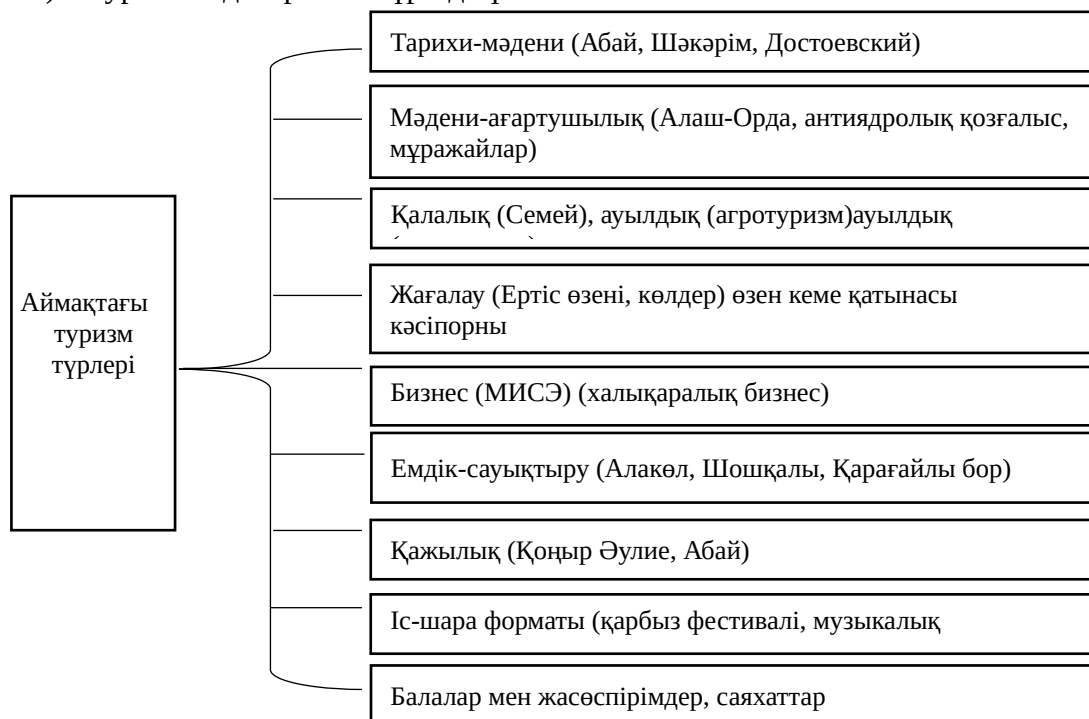 Тарихи-мәдени (Абай, Шәкәрім, Достоевский)
Мәдени-ағартушылық (Алаш-Орда, антиядролық қозғалыс,
мұражайлар)
Қалалық (Семей), ауылдық (агротуризм)ауылдық
Жағалау (Ертіс өзені, көлдер) өзен кеме қатынасы
кәсіпорны
Аймақтағы
туризм
түрлері
Бизнес (МИСЭ) (халықаралық бизнес)
Емдік-сауықтыру (Алакөл, Шошқалы, Қарағайлы бор)
Қажылық (Қоңыр Әулие, Абай)
Іс-шара форматы (қарбыз фестивалі, музыкалық
Балалар мен жасөспірімдер, саяхаттар